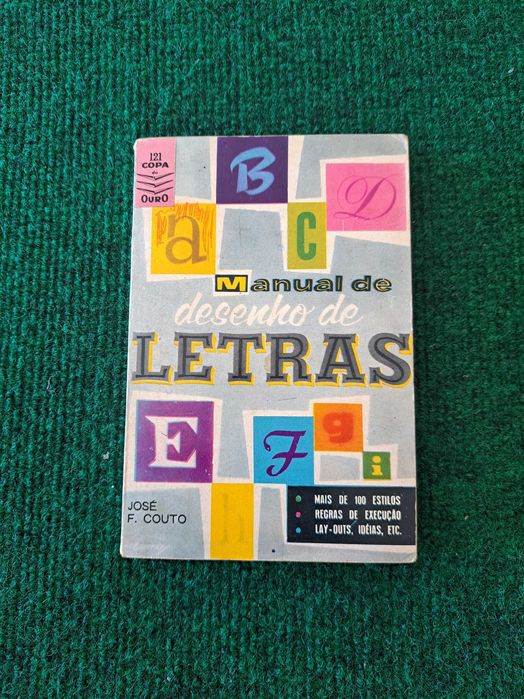 121
COPA
de
OURO
B
a
C
D
Manual de
desenho de
LETRAS
E
F
g
i
H
JOSÉ
F. COUTO
MAIS DE 100 ESTILOS
REGRAS DE EXECUÇÃO
LAY-OUTS, IDÉIAS, ETC.